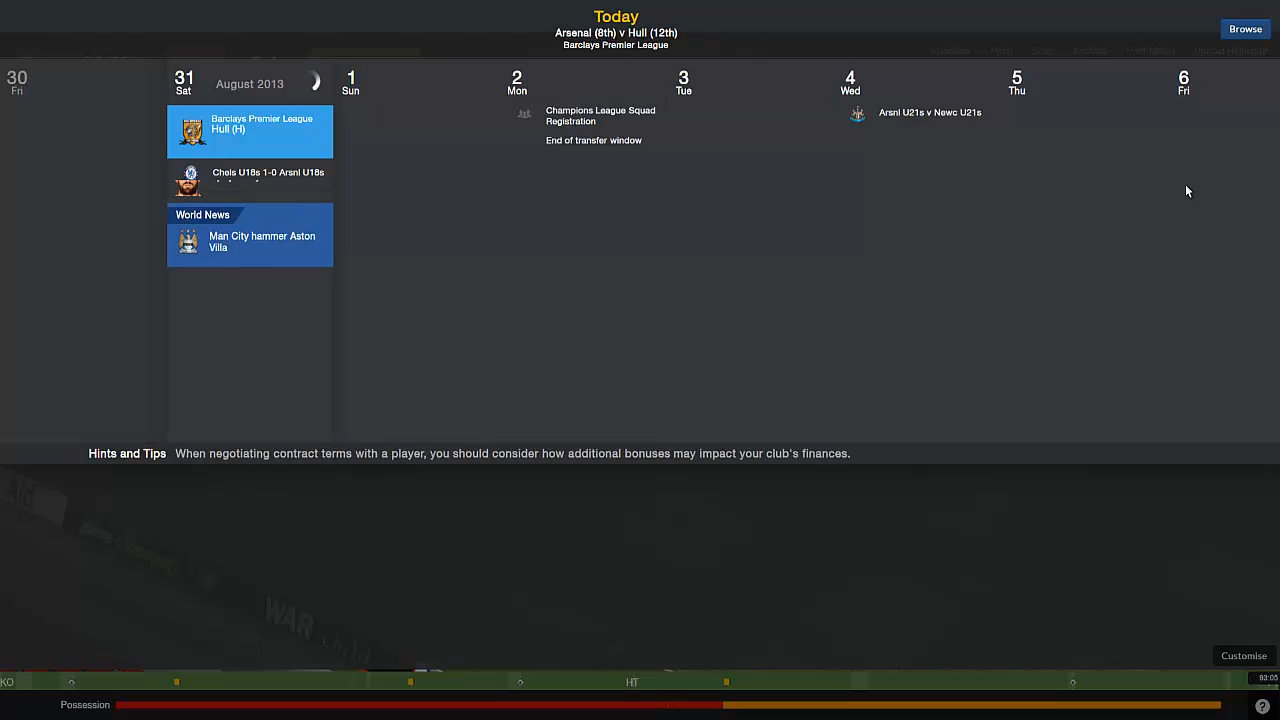 Today
Arsenal (8th) v Hull (12th)
Barclays Premier League
Browse
30
Fri
31
Sat
August 2013
1
Sun
2
Mon
3
Tue
4
Wed
5
Thu
6
Fri
Barclays Premier League
Hull (H)
Champions League Squad
Registration
End of transfer window
Arsnl U21s v Newc U21s
Chels U18s 1-0 Arsnl U18s
World News
Man City hammer Aston
Villa
Hints and Tips When negotiating contract terms with a player, you should consider how additional bonuses may impact your club's finances.
WAR child
Customise
KO
HT
93:05
Possession
?